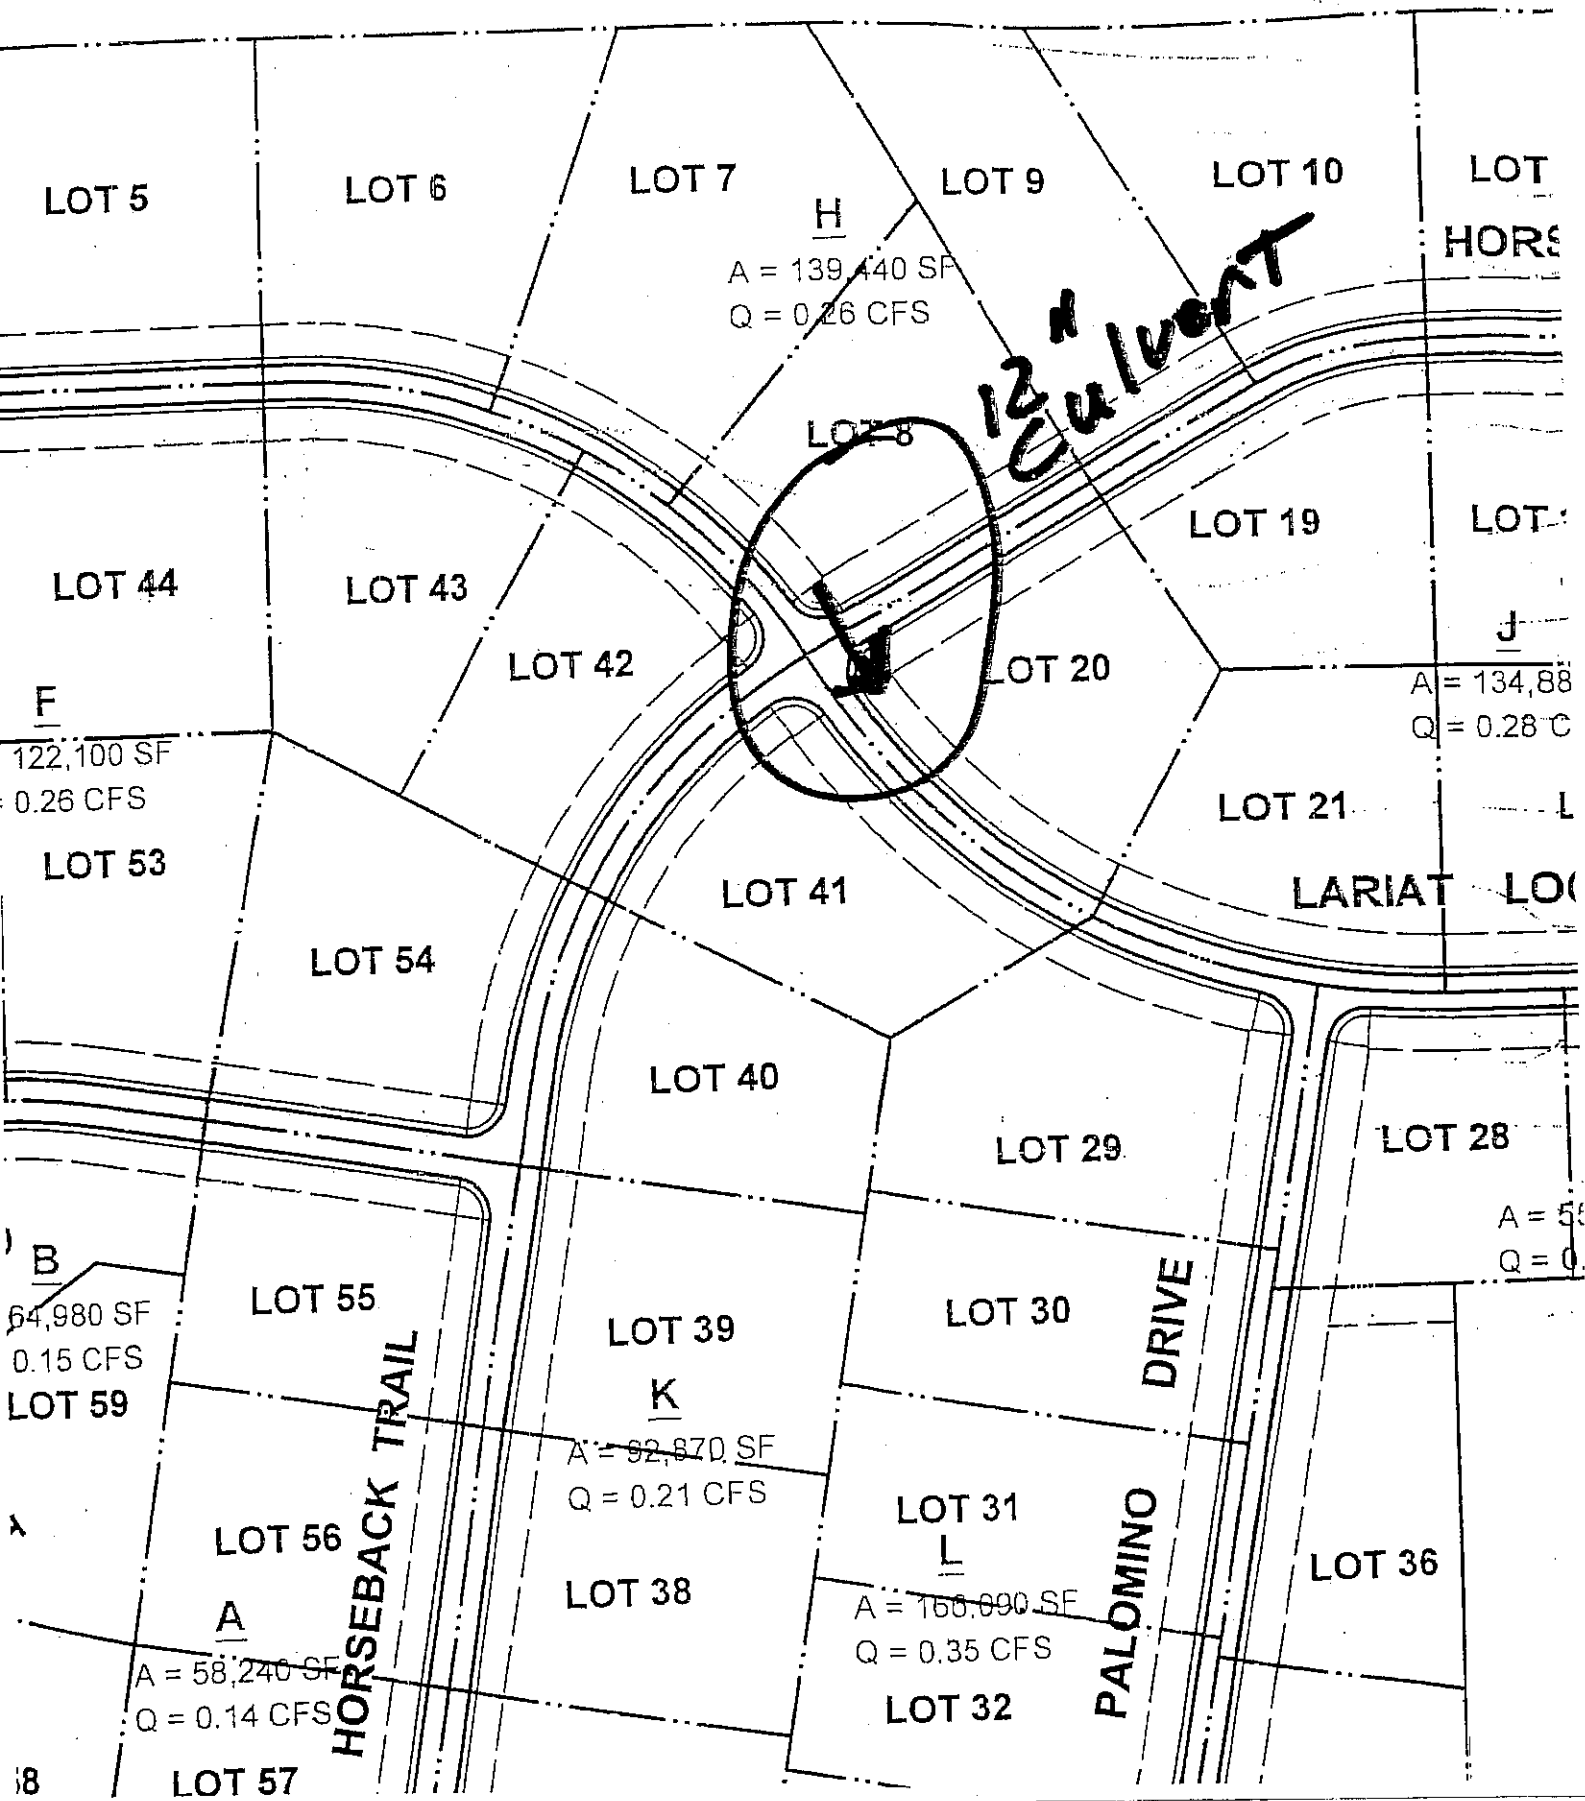 LOT 5
LOT 6
LOT 7
LOT 9
LOT 10
LOT
H
A = 139,440 SF
Q = 0.26 CFS
HORS
12" culvert
LOT 8
LOT 19
LOT
LOT 44
LOT 43
LOT 42
LOT 20
J
A = 134,88
Q = 0.28 C
F
122,100 SF
= 0.26 CFS
LOT 53
LOT 41
LOT 21
L
LARIAT LOO
LOT 54
LOT 40
LOT 29
LOT 28
A = 55
Q = 0.
B
64,980 SF
0.15 CFS
LOT 59
LOT 55
LOT 39
LOT 30
K
A = 92,870 SF
Q = 0.21 CFS
HORSEBACK TRAIL
PALOMINO DRIVE
LOT 56
LOT 38
LOT 31
L
A = 166,090 SF
Q = 0.35 CFS
LOT 36
A
A = 58,240 SF
Q = 0.14 CFS
LOT 32
LOT 57